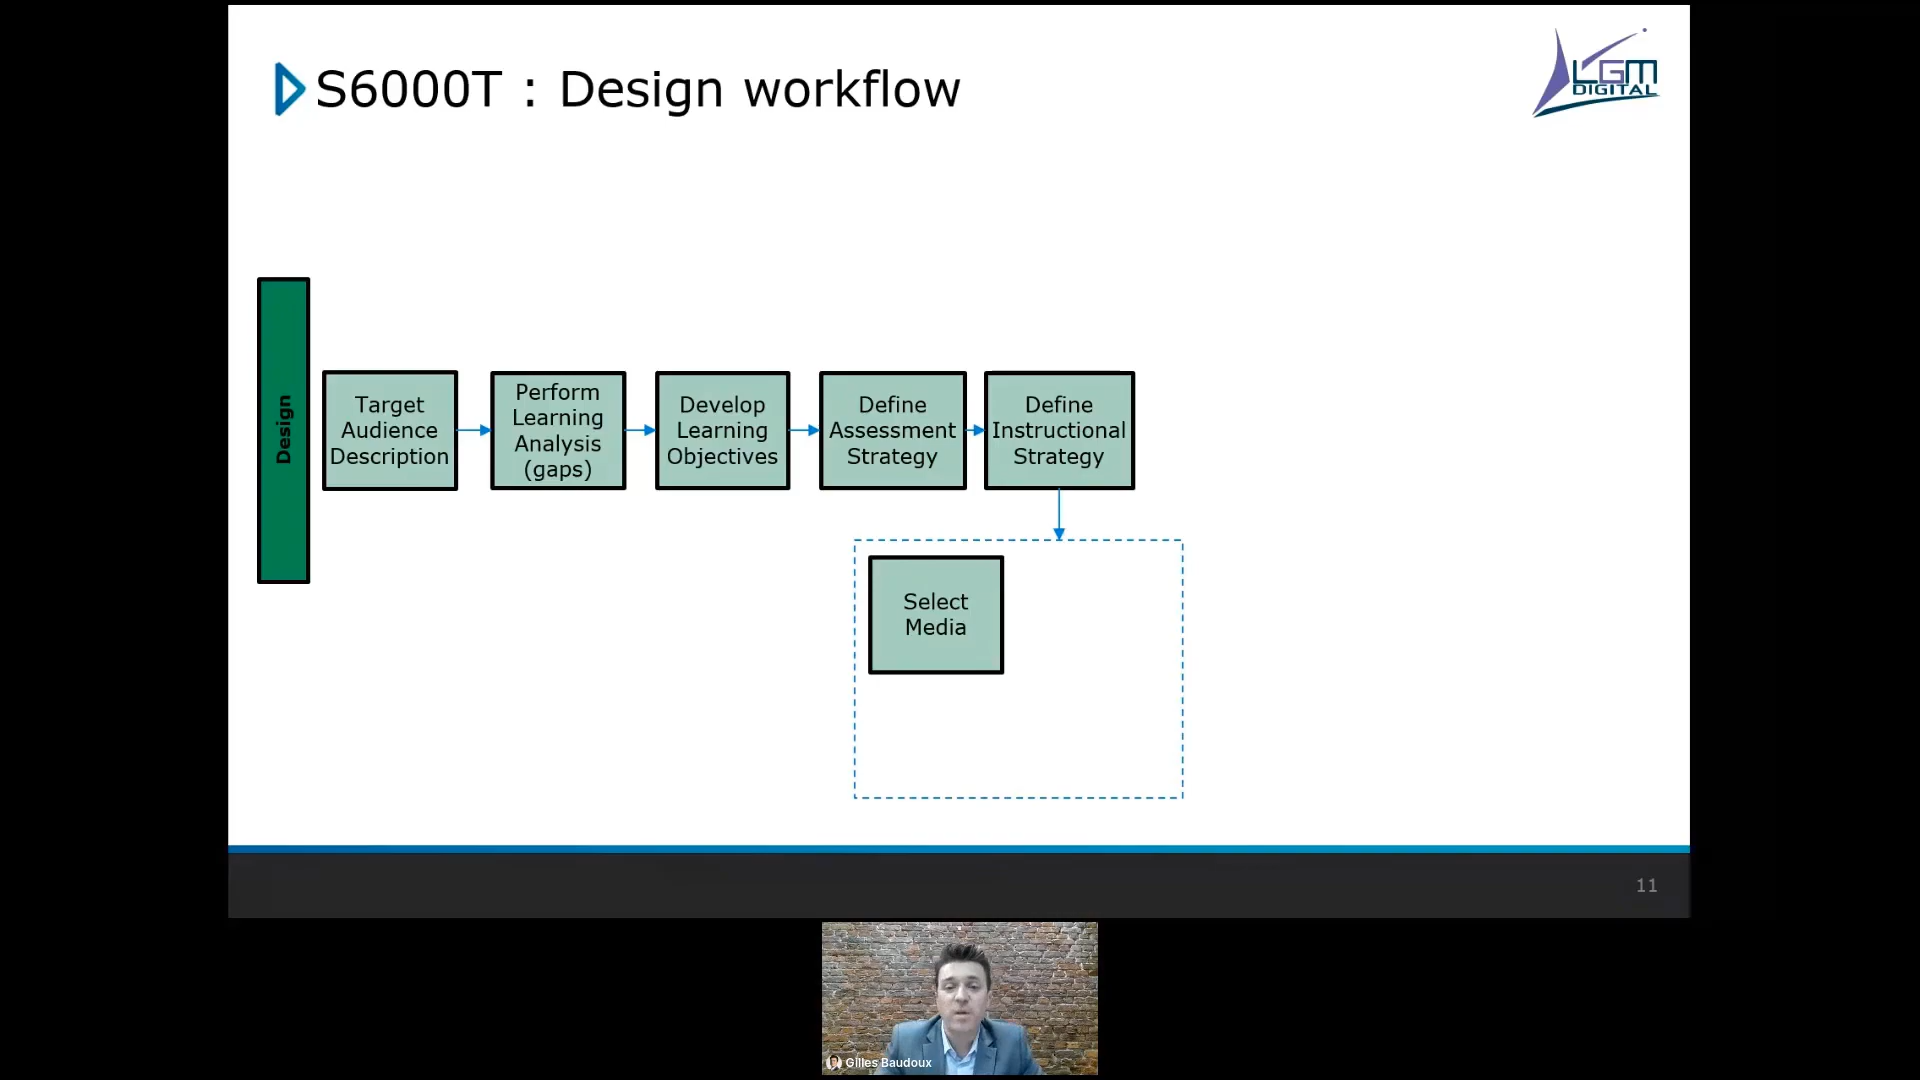 S6000T : Design workflow
LGM
DIGITAL
Design
Target
Audience
Description
Perform
Learning
Analysis
(gaps)
Develop
Learning
Objectives
Define
Assessment
Strategy
Define
Instructional
Strategy
Select
Media
11
Gilles Baudoux